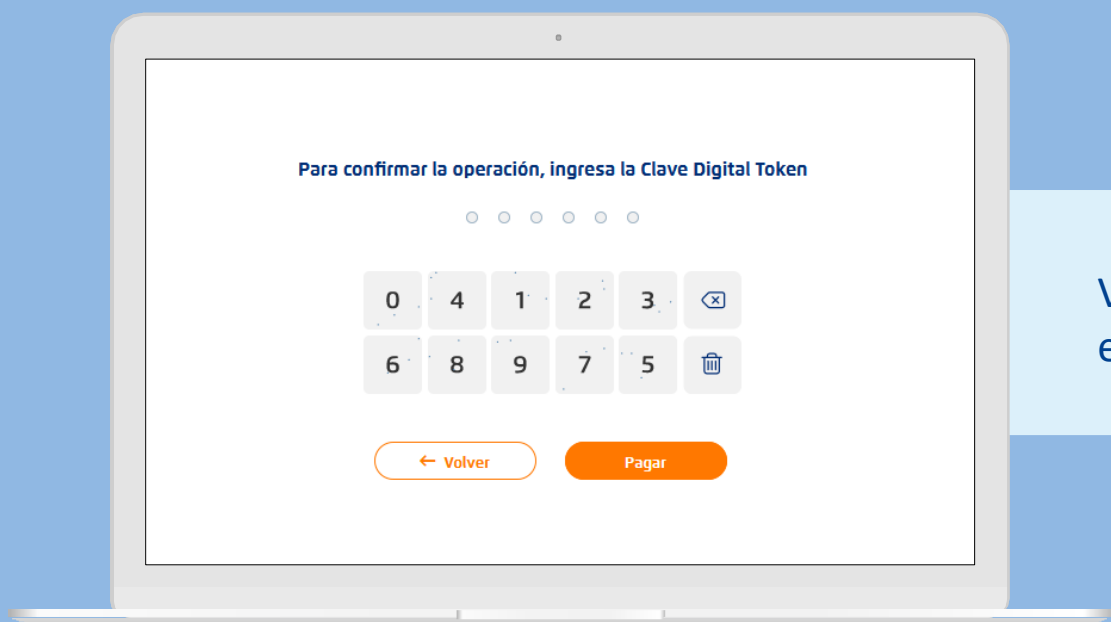 Para confirmar la operación, ingresa la Clave Digital Token
0 4 1 2 3
6 8 9 7 5
← Volver
Pagar